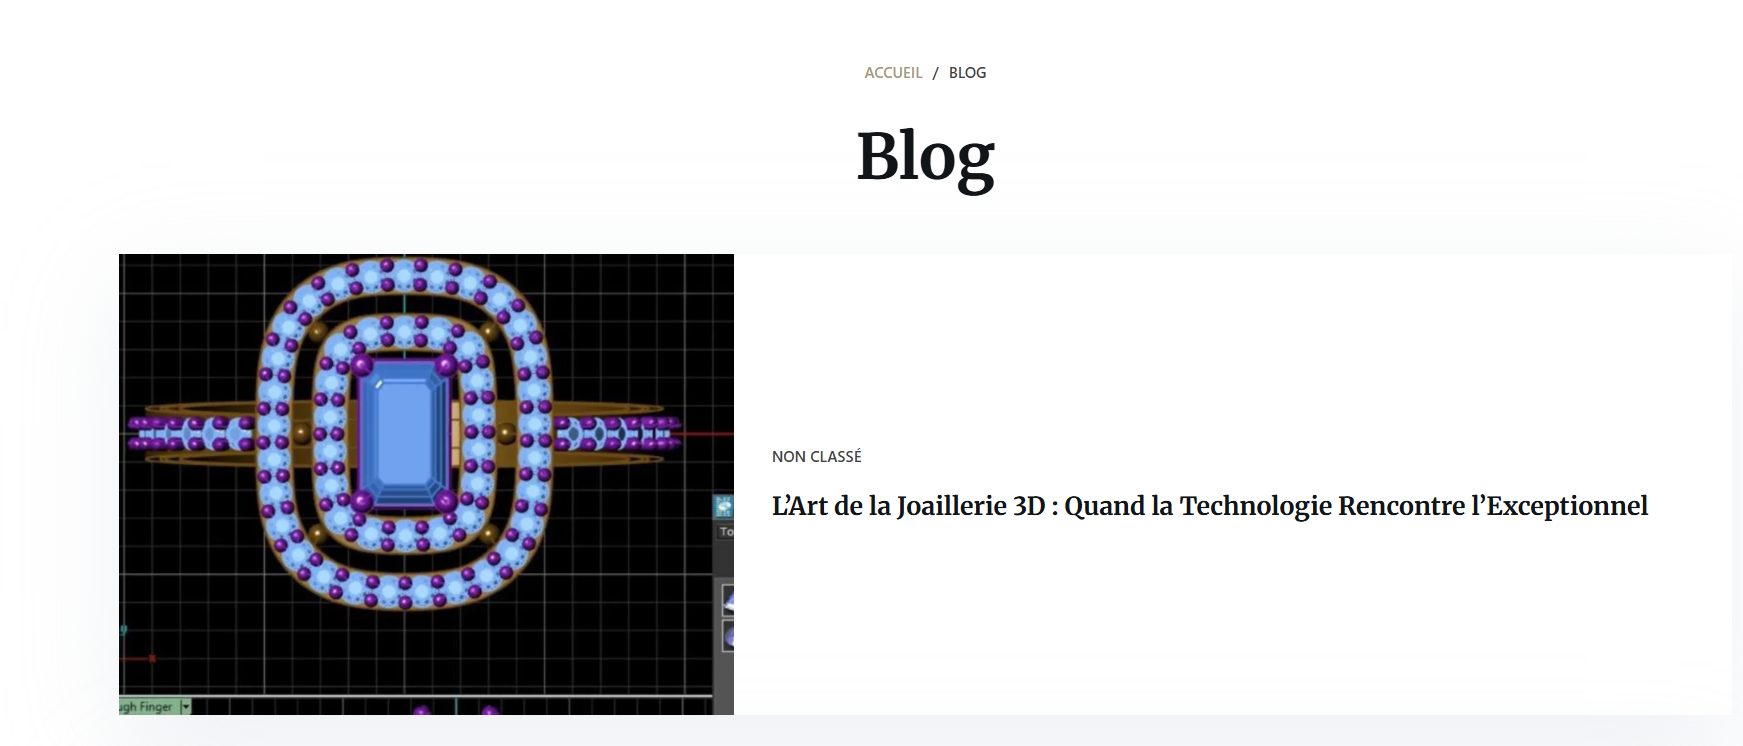 ACCUEIL / BLOG
Blog
NON CLASSÉ
L’Art de la Joaillerie 3D : Quand la Technologie Rencontre l’Exceptionnel
To
ugh Finger